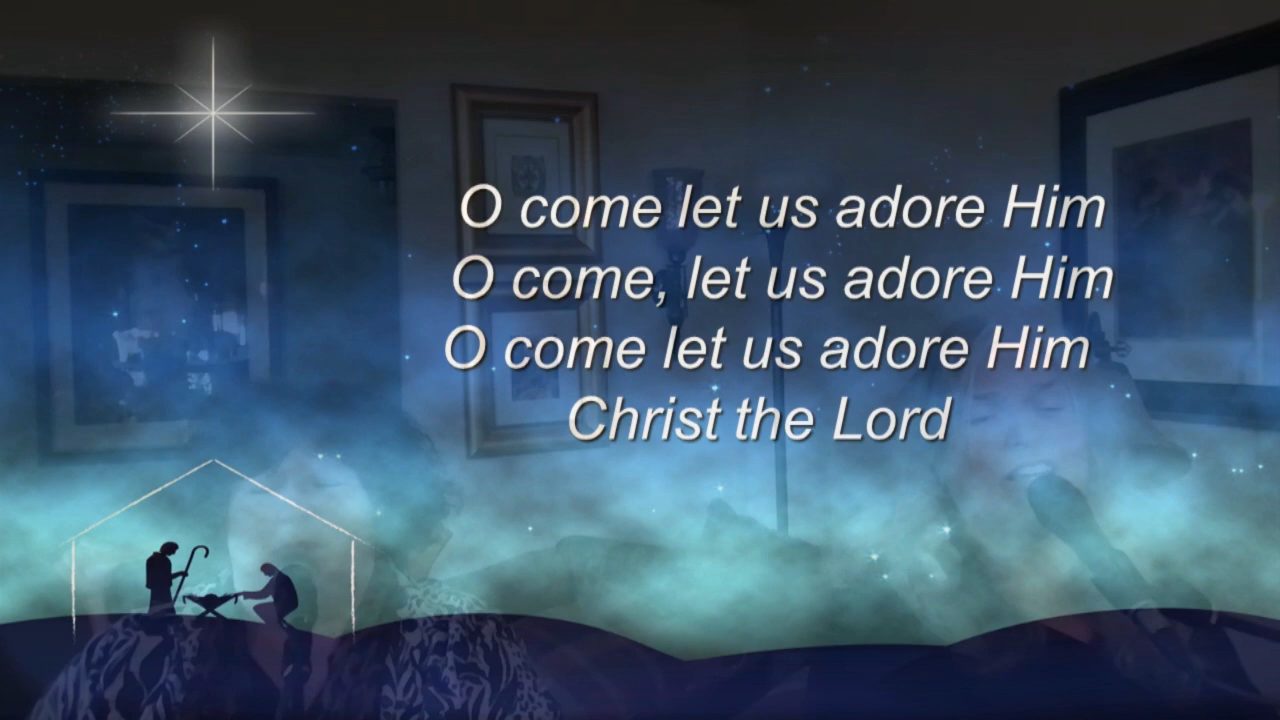 O come let us adore Him
O come, let us adore Him
O come let us adore Him
Christ the Lord